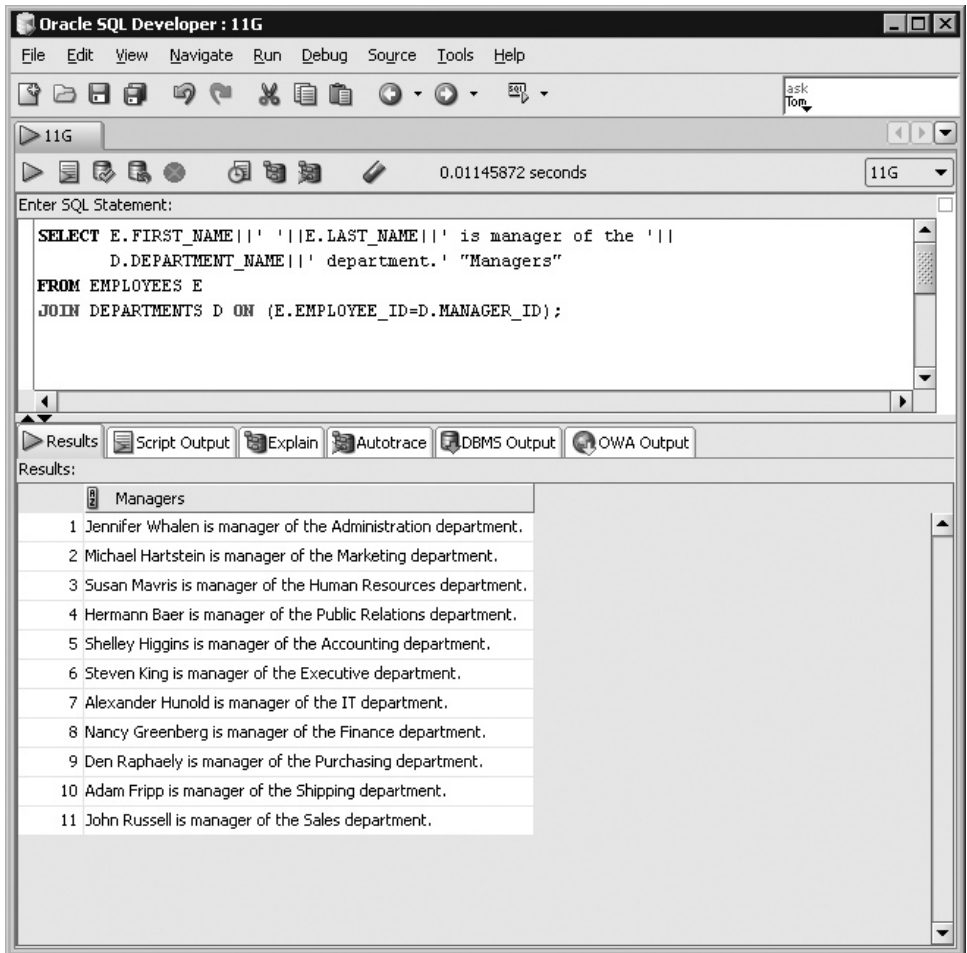 Oracle SQL Developer : 11G
File Edit View Navigate Run Debug Source Tools Help
SQL
ask
Tom
11G
0.01145872 seconds
11G
Enter SQL Statement:
SELECT E.FIRST_NAME||' '||E.LAST_NAME||' is manager of the '||
D.DEPARTMENT_NAME||' department.' "Managers"
FROM EMPLOYEES E
JOIN DEPARTMENTS D ON (E.EMPLOYEE_ID=D.MANAGER_ID);
Results Script Output Explain Autotrace DBMS Output OWA Output
Results:
A Z Managers
1 Jennifer Whalen is manager of the Administration department.
2 Michael Hartstein is manager of the Marketing department.
3 Susan Mavris is manager of the Human Resources department.
4 Hermann Baer is manager of the Public Relations department.
5 Shelley Higgins is manager of the Accounting department.
6 Steven King is manager of the Executive department.
7 Alexander Hunold is manager of the IT department.
8 Nancy Greenberg is manager of the Finance department.
9 Den Raphaely is manager of the Purchasing department.
10 Adam Fripp is manager of the Shipping department.
11 John Russell is manager of the Sales department.